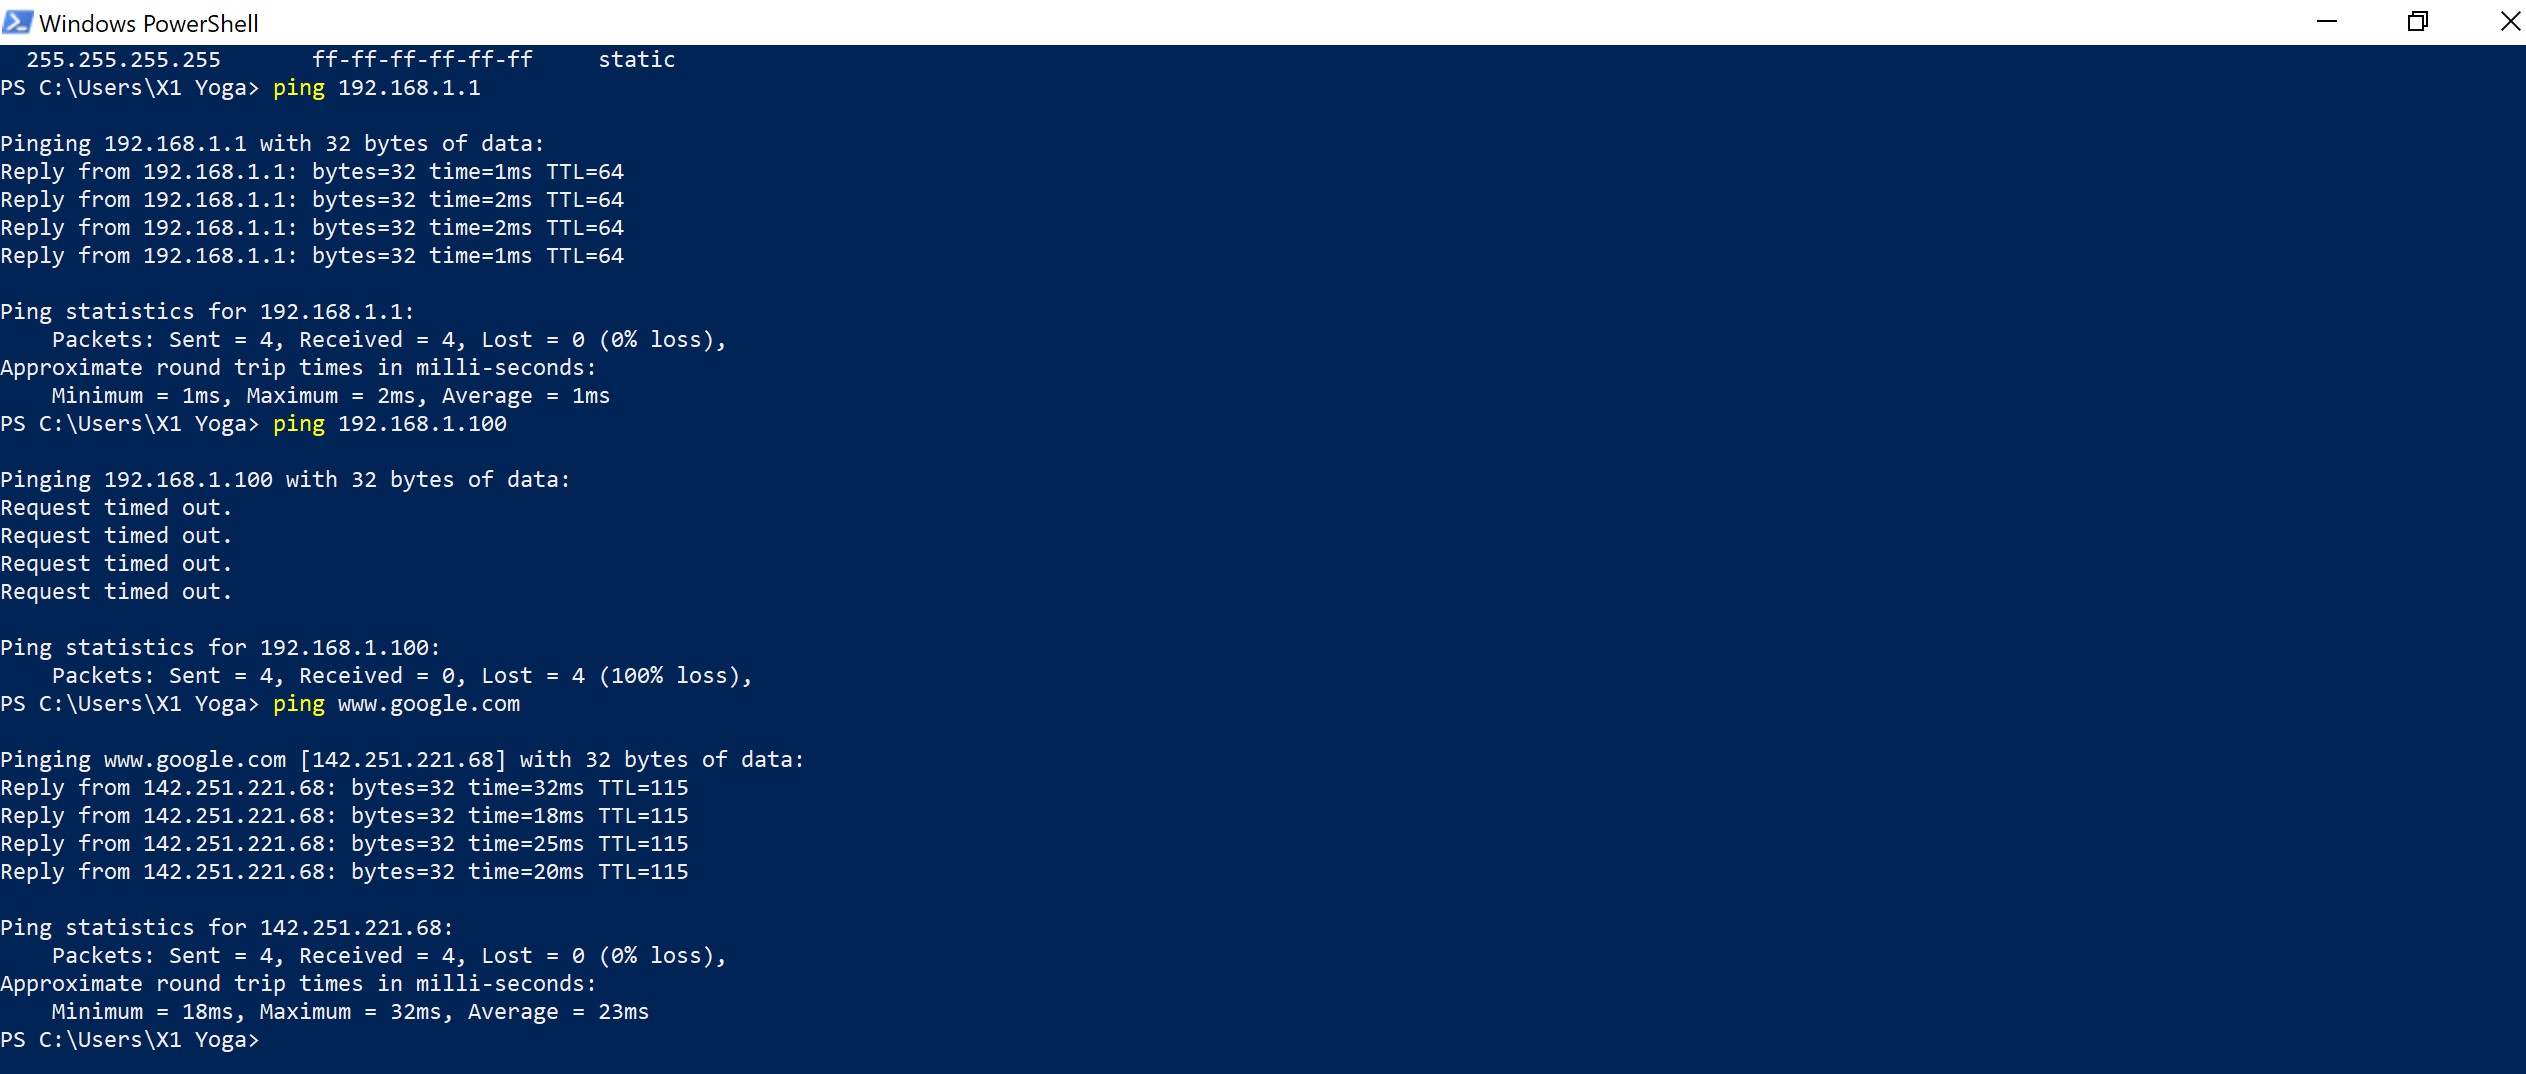 Windows PowerShell
  255.255.255.255       ff-ff-ff-ff-ff-ff     static
PS C:\Users\X1 Yoga> ping 192.168.1.1

Pinging 192.168.1.1 with 32 bytes of data:
Reply from 192.168.1.1: bytes=32 time=1ms TTL=64
Reply from 192.168.1.1: bytes=32 time=2ms TTL=64
Reply from 192.168.1.1: bytes=32 time=2ms TTL=64
Reply from 192.168.1.1: bytes=32 time=1ms TTL=64

Ping statistics for 192.168.1.1:
    Packets: Sent = 4, Received = 4, Lost = 0 (0% loss),
Approximate round trip times in milli-seconds:
    Minimum = 1ms, Maximum = 2ms, Average = 1ms
PS C:\Users\X1 Yoga> ping 192.168.1.100

Pinging 192.168.1.100 with 32 bytes of data:
Request timed out.
Request timed out.
Request timed out.
Request timed out.

Ping statistics for 192.168.1.100:
    Packets: Sent = 4, Received = 0, Lost = 4 (100% loss),
PS C:\Users\X1 Yoga> ping www.google.com

Pinging www.google.com [142.251.221.68] with 32 bytes of data:
Reply from 142.251.221.68: bytes=32 time=32ms TTL=115
Reply from 142.251.221.68: bytes=32 time=18ms TTL=115
Reply from 142.251.221.68: bytes=32 time=25ms TTL=115
Reply from 142.251.221.68: bytes=32 time=20ms TTL=115

Ping statistics for 142.251.221.68:
    Packets: Sent = 4, Received = 4, Lost = 0 (0% loss),
Approximate round trip times in milli-seconds:
    Minimum = 18ms, Maximum = 32ms, Average = 23ms
PS C:\Users\X1 Yoga>